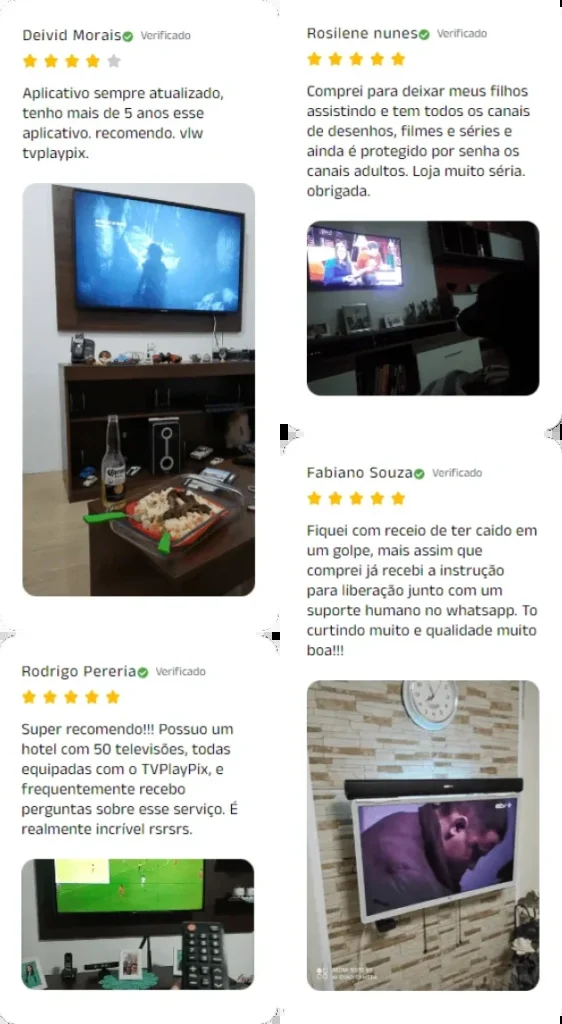 Deivid Morais Verificado
Aplicativo sempre atualizado,
tenho mais de 5 anos esse
aplicativo. recomendo. vlw
tvplaypix.
Rodrigo Pereria Verificado
Super recomendo!!! Possuo um
hotel com 50 televisões, todas
equipadas com o TVPlayPix, e
frequentemente recebo
perguntas sobre esse serviço. É
realmente incrível rsrsrs.
Rosilene nunes Verificado
Comprei para deixar meus filhos
assistindo e tem todos os canais
de desenhos, filmes e séries e
ainda é protegido por senha os
canais adultos. Loja muito séria.
obrigada.
Fabiano Souza Verificado
Fiquei com receio de ter caido em
um golpe, mais assim que
comprei já recebi a instrução
para liberação junto com um
suporte humano no whatsapp. To
curtindo muito e qualidade muito
boa!!!